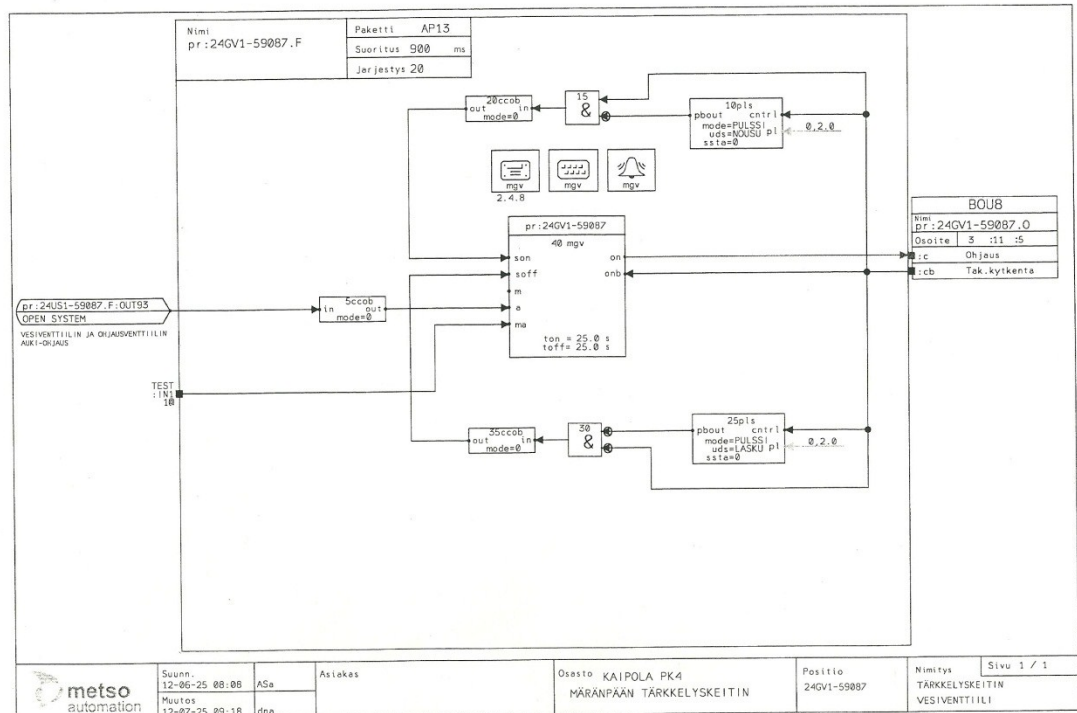 Nimi
pr:24GV1-59087.F
Paketti AP13
Suoritus 900 ms
Jarjestys 20
20ccob
out in
mode=0
15
&
10pls
pbout cntrl
mode=PULSSI
uds=NOUSU pl
ssta=0
0,2.0
mgv
mgv
mgv
2.4.8
pr:24GV1-59087
40 mgv
son on
soff onb
m
a
ma
ton = 25.0 s
toff= 25.0 s
BOU8
Nimi
pr:24GV1-59087.O
Osoite 3 :11 :5
:c Ohjaus
:cb Tak.kytkenta
pr:24US1-59087.F:OUT93
OPEN SYSTEM
VESIVENTTIILIN JA OHJAUSVENTTIILIN
AUKI-OHJAUS
5ccob
in out
mode=0
TEST
:IN1
35ccob
out in
mode=0
30
&
25pls
pbout cntrl
mode=PULSSI
uds=LASKU pl
ssta=0
0,2.0
metso
automation
Suunn.
12-06-25 08:08 ASa
Muutos
12-07-25 09:18 dna
Asiakas
Osasto KAIPOLA PK4
MÄRÄNPÄÄN TÄRKKELYSKEITIN
Positio
24GV1-59087
Nimitys Sivu 1 / 1
TÄRKKELYSKEITIN
VESIVENTTIILI